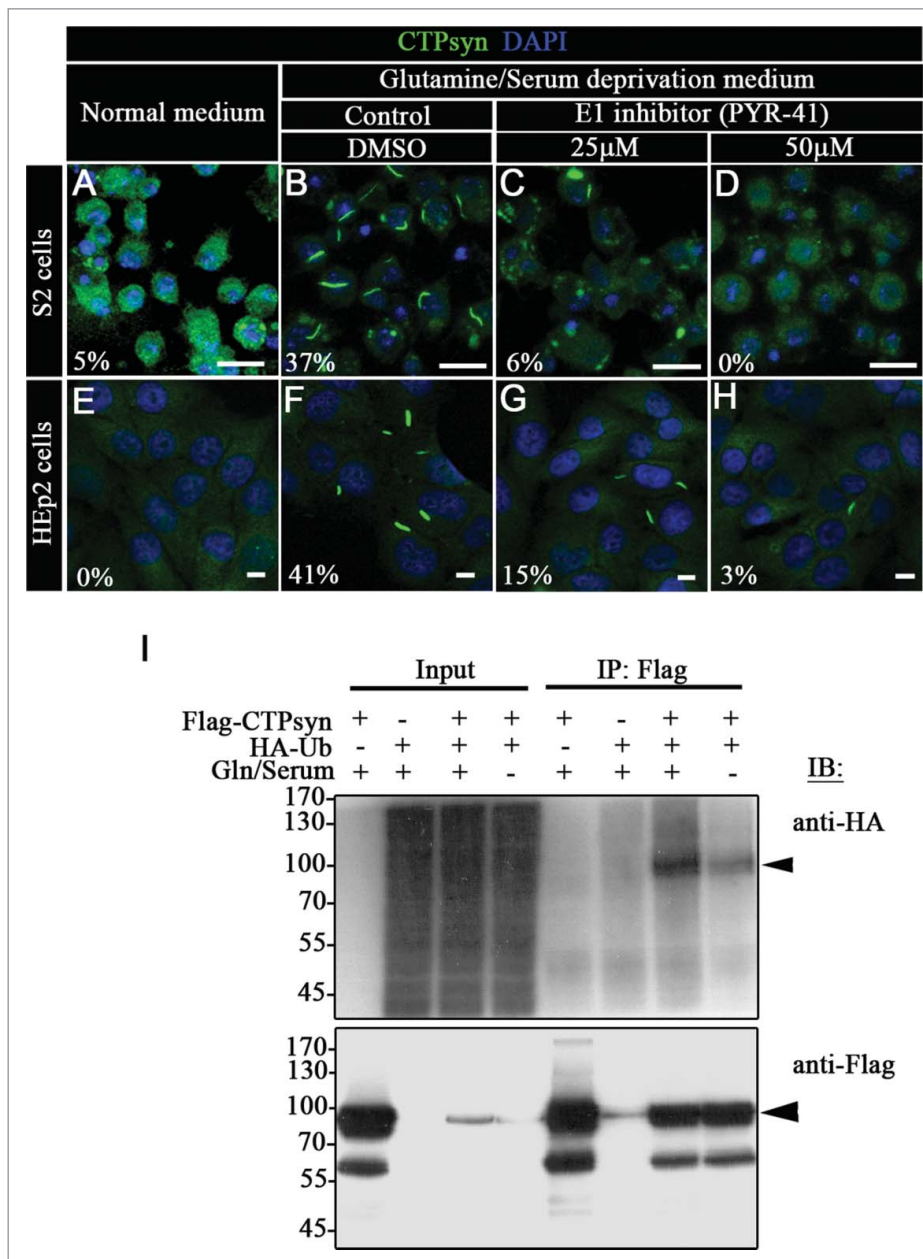 CTPsyn DAPI
Glutamine/Serum deprivation medium
Normal medium
Control
E1 inhibitor (PYR-41)
DMSO
25µM
50µM
S2 cells
A
B
C
D
5%
37%
6%
0%
HEp2 cells
E
F
G
H
0%
41%
15%
3%
I
Input
IP: Flag
Flag-CTPsyn + - + + + - + +
HA-Ub - + + + - + + +
Gln/Serum + + + - + + + -
IB:
170
130
100
70
55
45
anti-HA
170
130
100
70
55
45
anti-Flag